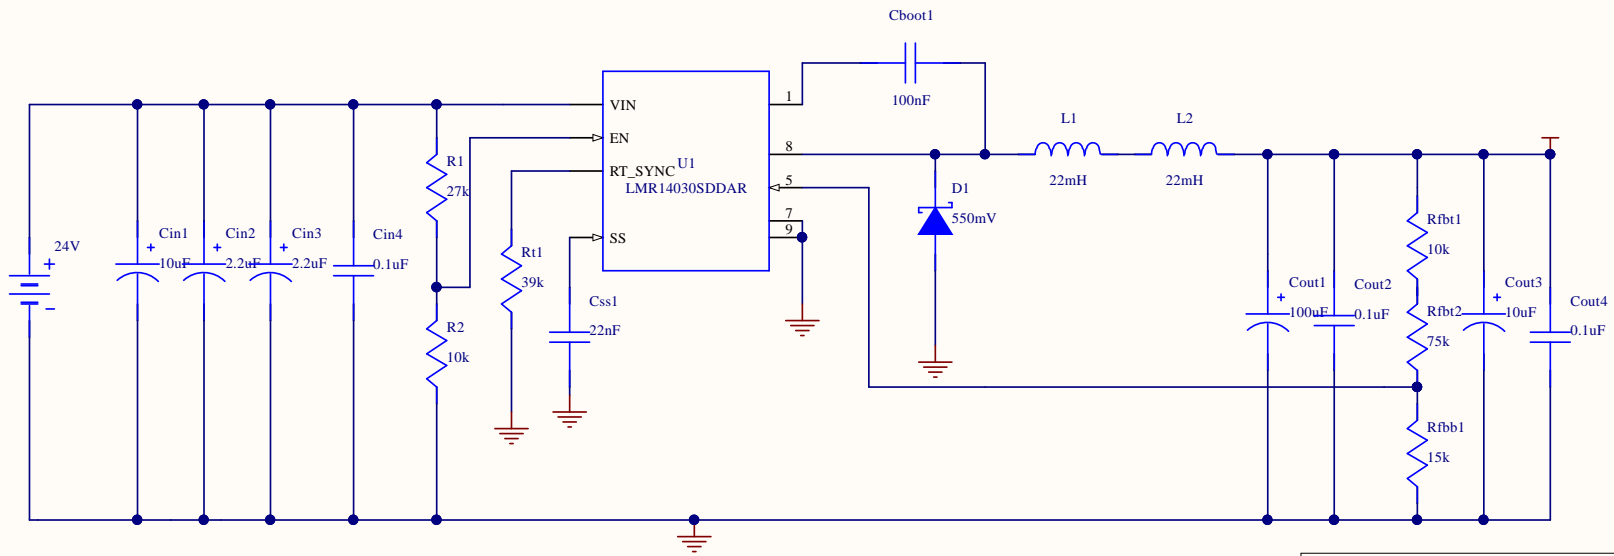 Cboot1
100nF
24V
Cin1
10uF
Cin2
2.2uF
Cin3
2.2uF
Cin4
0.1uF
R1
27k
R2
10k
VIN
EN
RT_SYNC
SS
U1
LMR14030SDDAR
1
8
5
7
9
Rt1
39k
Css1
22nF
D1
550mV
L1
22mH
L2
22mH
Cout1
100uF
Cout2
0.1uF
Rfbt1
10k
Rfbt2
75k
Rfbb1
15k
Cout3
10uF
Cout4
0.1uF